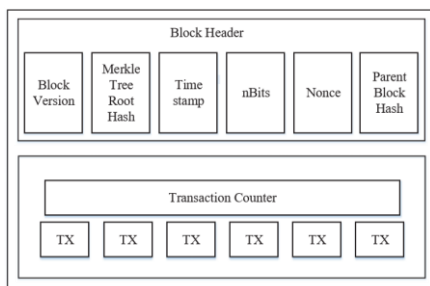 Block Header
Block
Version
Merkle
Tree
Root
Hash
Time
stamp
nBits
Nonce
Parent
Block
Hash
Transaction Counter
TX
TX
TX
TX
TX
TX